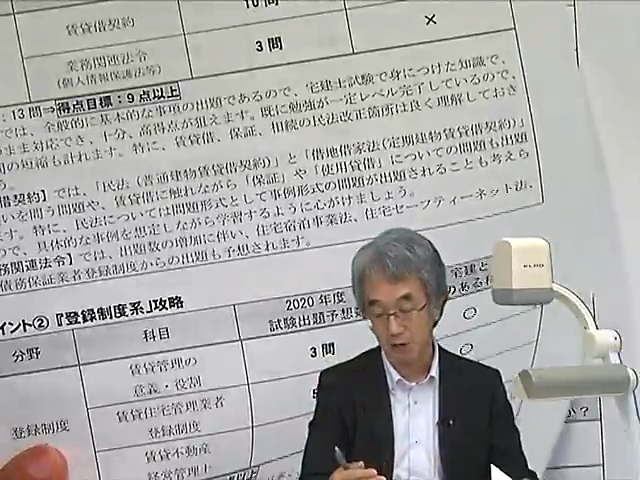 10問
賃貸借契約
×
業務関連法令
(個人情報保護法等)
3問
:13問⇒得点目標:9点以上
では、全般的に基本的な事項の出題であるので、宅建士試験で身につけた知識で、
まま対応でき、十分、高得点が狙えます。既に勉強が一定レベル完了しているので、
の短縮も計れます。特に、賃貸借、保証、相続の民法改正箇所は良く理解しておき
う。
借契約】では、「民法(普通建物賃貸借契約)」と「借地借家法(定期建物賃貸借契約)」
いを問う問題や、賃貸借に触れながら「保証」や「使用貸借」についての問題も出題
ます。特に、民法については問題形式として事例形式の問題が出題されることも考えら
ので、具体的な事例を想定しながら学習するように心がけましょう。
務関連法令】では、出題数の増加に伴い、住宅宿泊事業法、住宅セーフティーネット法、
債務保証業者登録制度からの出題も予想されます。
イント②『登録制度系』攻略
分野
科目
2020年度
試験出題予想
宅建と
のある
登録制度
賃貸管理の
意義・役割
3問
○
賃貸住宅管理業者
登録制度
○
賃貸不動産
経営管理士
か?
以上
ELMO